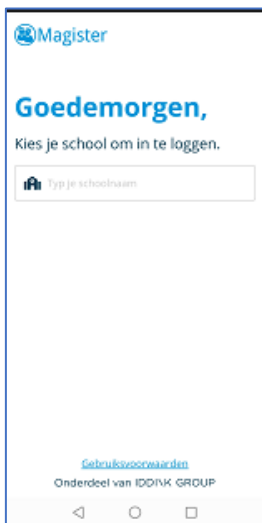 Magister
Goedemorgen,
Kies je school om in te loggen.
Typ je schoolnaam
Gebruiksvoorwaarden
Onderdeel van IDDINK GROUP